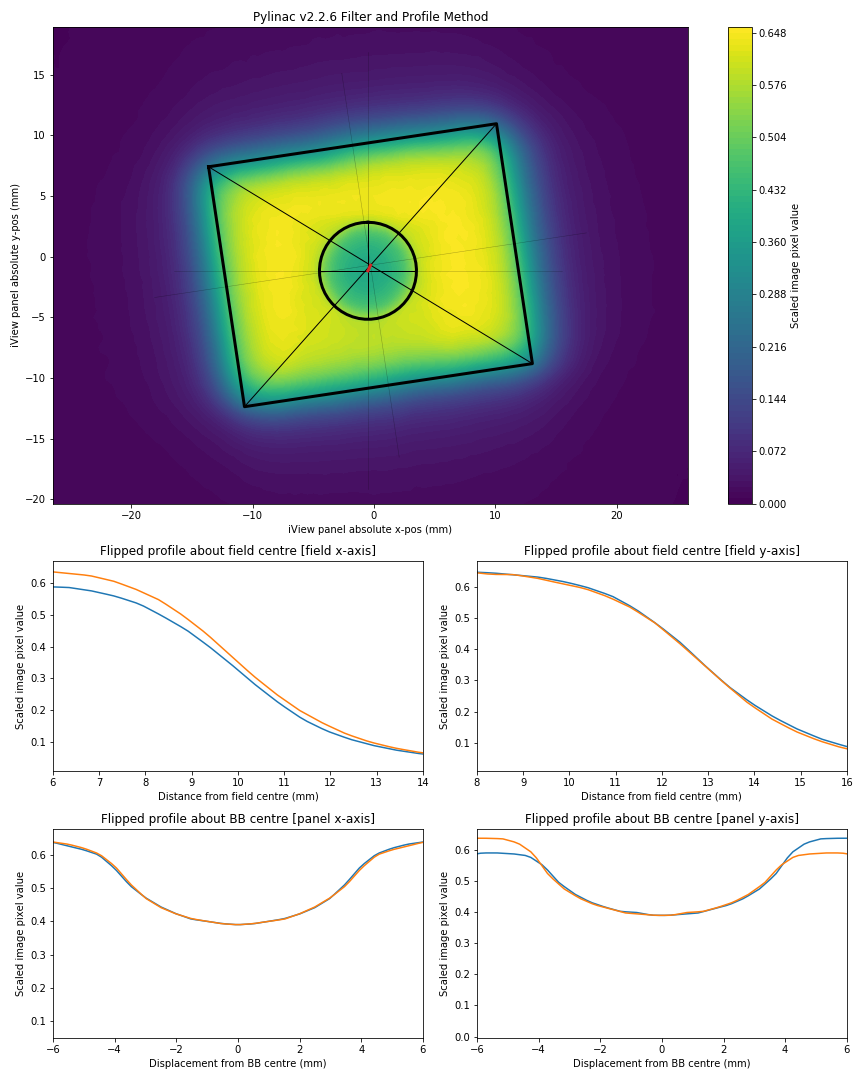 Pylinac v2.2.6 Filter and Profile Method
15
10
5
0
−5
−10
−15
−20
iView panel absolute y-pos (mm)
−20 −10 0 10 20
iView panel absolute x-pos (mm)
0.648
0.576
0.504
0.432
0.360
0.288
0.216
0.144
0.072
0.000
Scaled image pixel value
Flipped profile about field centre [field x-axis]
0.6
0.5
0.4
0.3
0.2
0.1
Scaled image pixel value
6 7 8 9 10 11 12 13 14
Distance from field centre (mm)
Flipped profile about field centre [field y-axis]
0.6
0.5
0.4
0.3
0.2
0.1
Scaled image pixel value
8 9 10 11 12 13 14 15 16
Distance from field centre (mm)
Flipped profile about BB centre [panel x-axis]
0.6
0.5
0.4
0.3
0.2
0.1
Scaled image pixel value
−6 −4 −2 0 2 4 6
Displacement from BB centre (mm)
Flipped profile about BB centre [panel y-axis]
0.6
0.5
0.4
0.3
0.2
0.1
0.0
Scaled image pixel value
−6 −4 −2 0 2 4 6
Displacement from BB centre (mm)